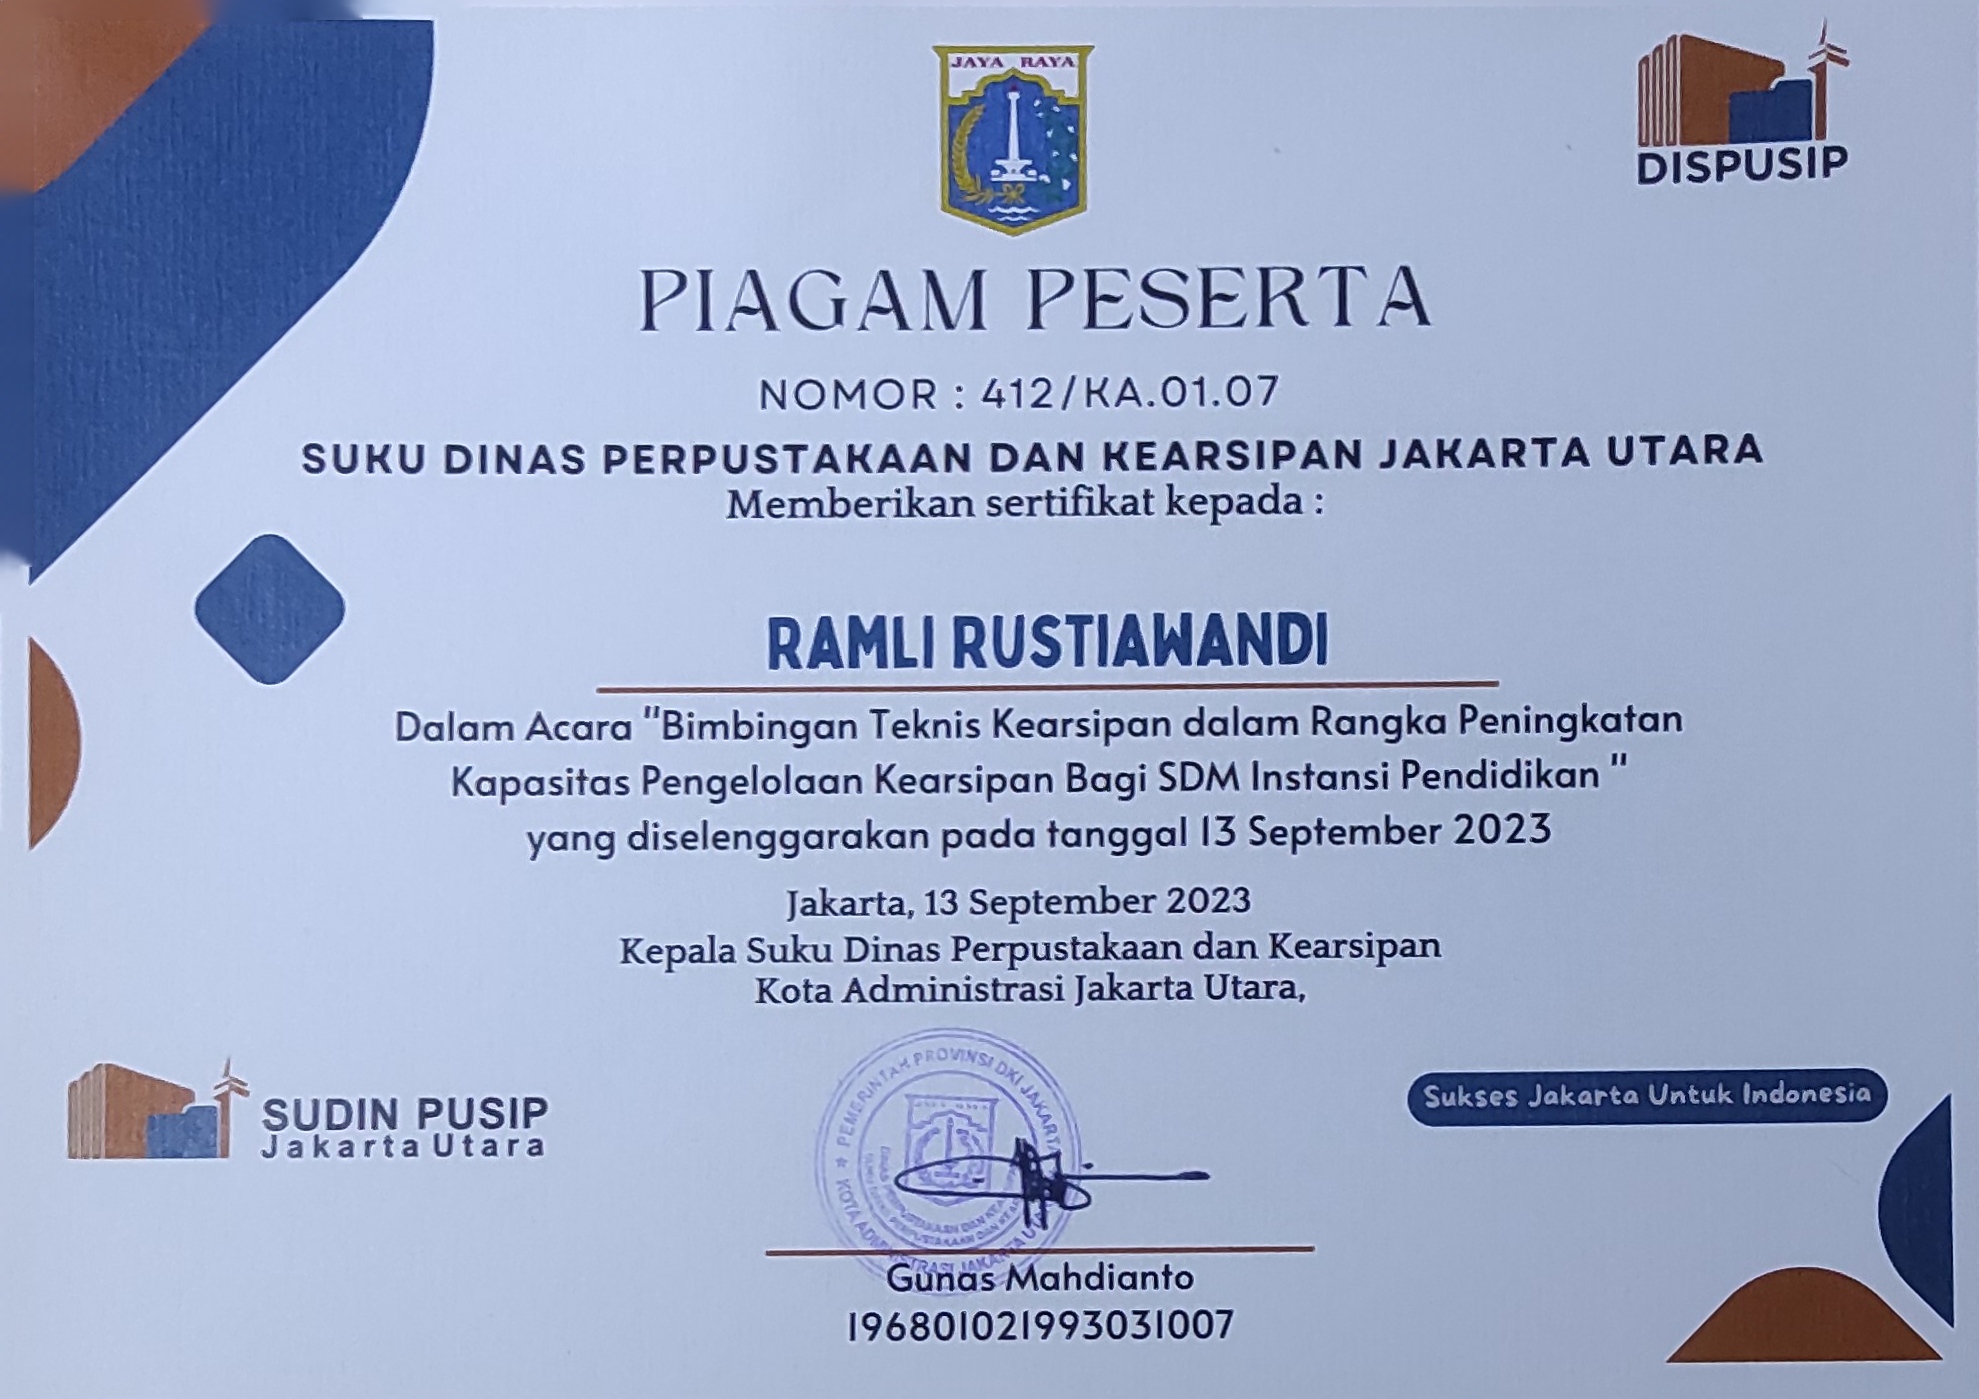 JAYA RAYA
DISPUSIP
PIAGAM PESERTA
NOMOR : 412/KA.01.07
SUKU DINAS PERPUSTAKAAN DAN KEARSIPAN JAKARTA UTARA
Memberikan sertifikat kepada :
RAMLI RUSTIAWANDI
Dalam Acara "Bimbingan Teknis Kearsipan dalam Rangka Peningkatan
Kapasitas Pengelolaan Kearsipan Bagi SDM Instansi Pendidikan "
yang diselenggarakan pada tanggal 13 September 2023
Jakarta, 13 September 2023
Kepala Suku Dinas Perpustakaan dan Kearsipan
Kota Administrasi Jakarta Utara,
SUDIN PUSIP
Jakarta Utara
PEMERINTAH PROVINSI DKI JAKARTA
KOTA ADMINISTRASI JAKARTA UTARA
Sukses Jakarta Untuk Indonesia
Gunas Mahdianto
196801021993031007